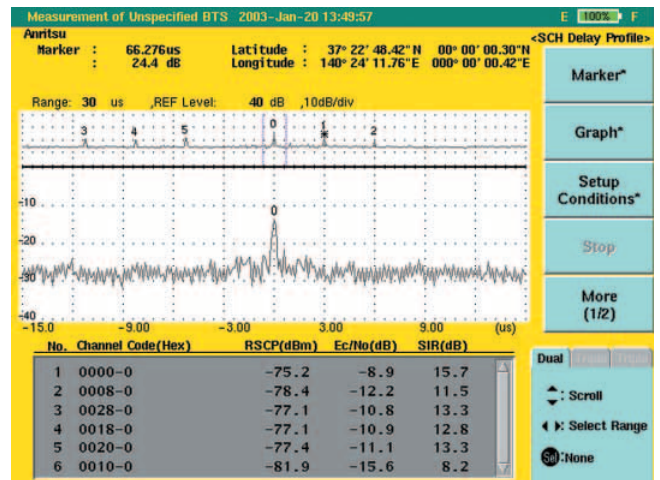 Measurement of Unspecified BTS 2003-Jan-20 13:49:57 E 100% F
Anritsu
<SCH Delay Profile>
Marker : 66.276us Latitude : 37° 22' 48.42"N 00° 00' 00.30"N
: 24.4 dB Longitude : 140° 24' 11.76"E 000° 00' 00.42"E
Marker*
Range: 30 us ,REF Level: 40 dB ,10dB/div
3 4 5 0 1 2
Graph*
Setup
Conditions*
-10
0
-20
Stop
-30
More
(1/2)
-40
-15.0 -9.00 -3.00 3.00 9.00 (us)
No. Channel Code(Hex) RSCP(dBm) Ec/No(dB) SIR(dB)
1 0000-0 -75.2 -8.9 15.7
2 0008-0 -78.4 -12.2 11.5
3 0028-0 -77.1 -10.8 13.3
4 0018-0 -77.1 -10.9 12.8
5 0020-0 -77.4 -11.1 13.3
6 0010-0 -81.9 -15.6 8.2
Dual
: Scroll
: Select Range
Sel :None